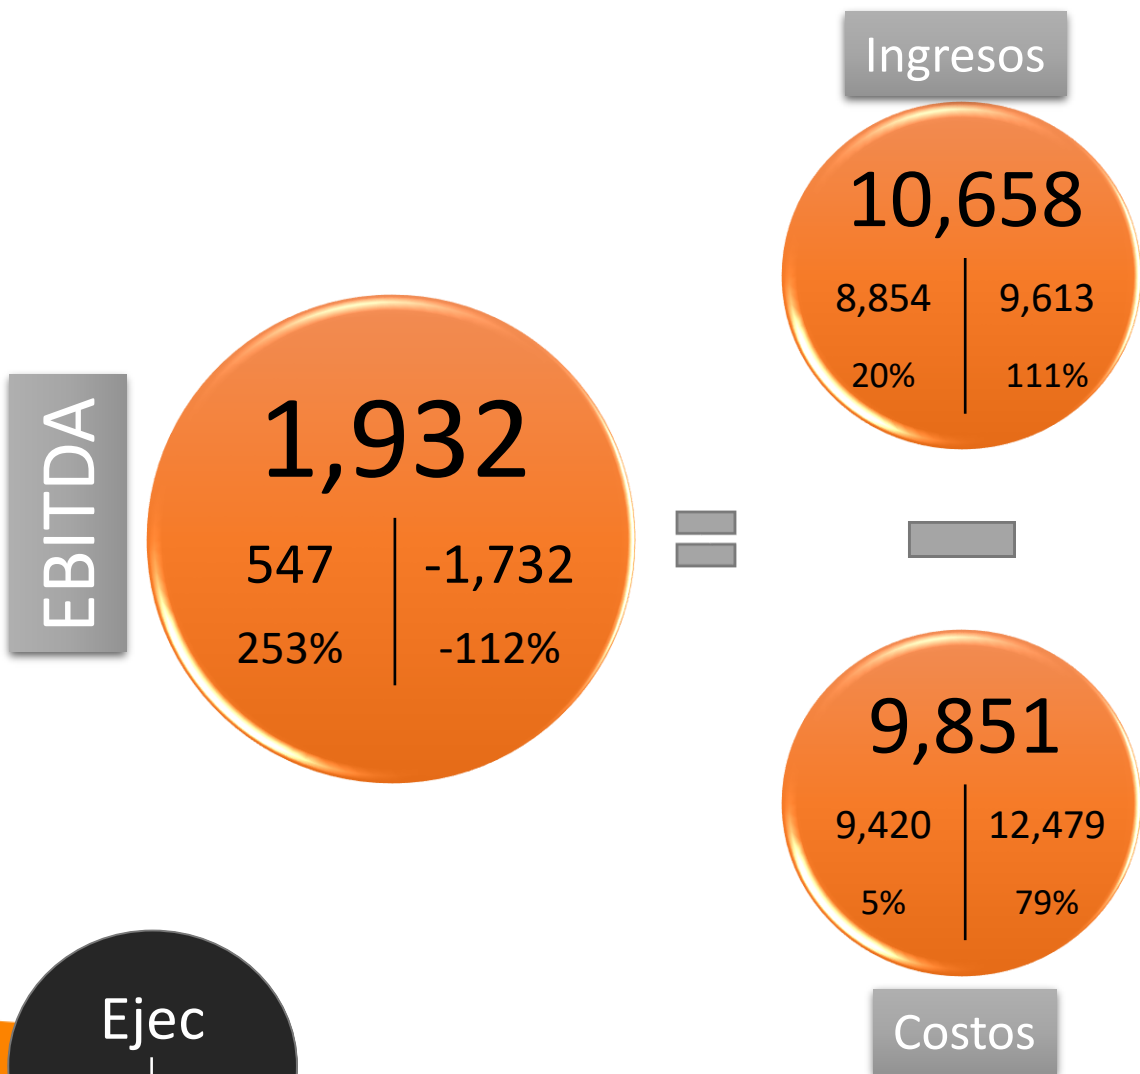 Ingresos
10,658
8,854 9,613
20% 111%
EBITDA
1,932
547 -1,732
253% -112%
9,851
9,420 12,479
5% 79%
Costos
Ejec